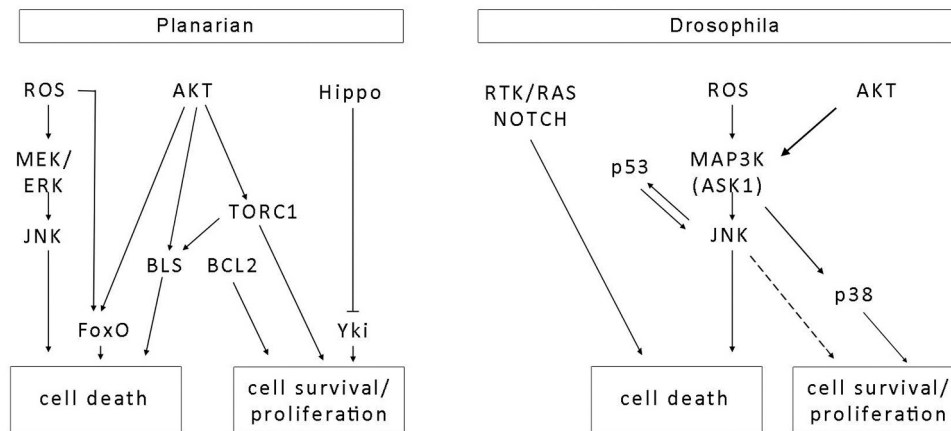 Planarian
ROS
AKT
Hippo
MEK/
ERK
TORC1
JNK
BLS
BCL2
FoxO
Yki
cell death
cell survival/
proliferation
Drosophila
RTK/RAS
NOTCH
ROS
AKT
p53
MAP3K
(ASK1)
JNK
p38
cell death
cell survival/
proliferation